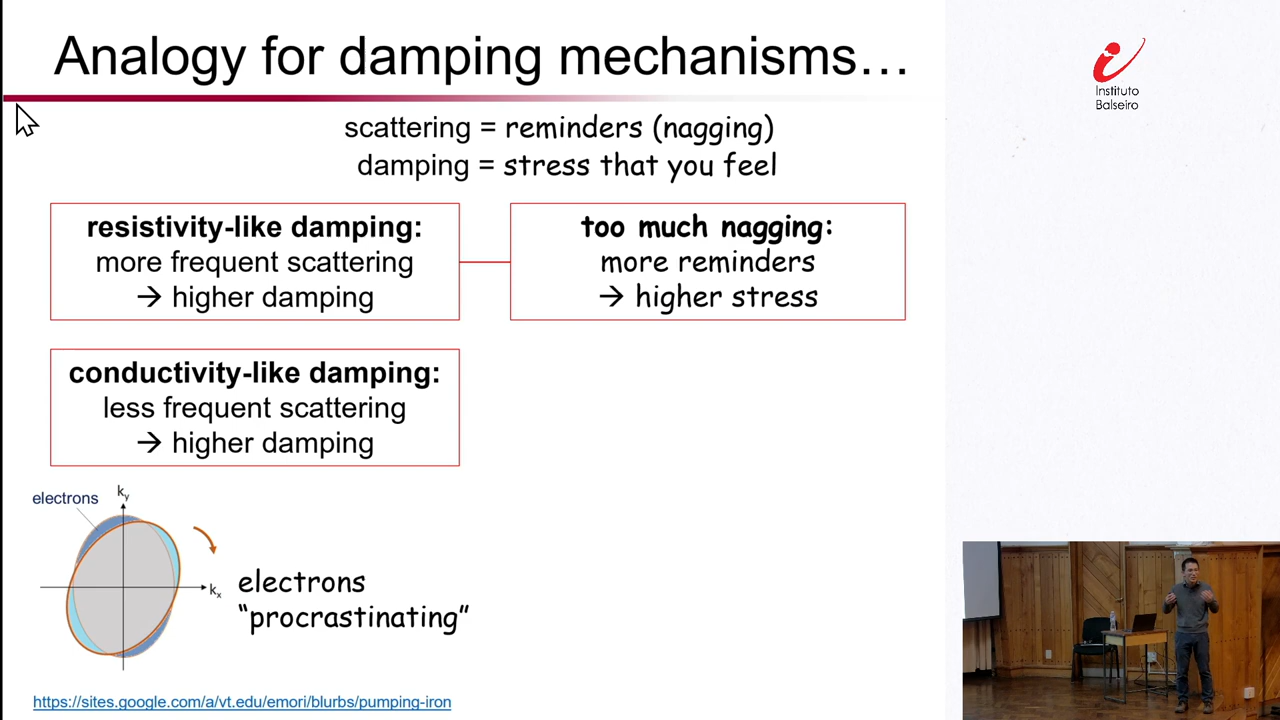 Analogy for damping mechanisms…
Instituto
Balseiro
scattering = reminders (nagging)
damping = stress that you feel
resistivity-like damping:
more frequent scattering
→ higher damping
too much nagging:
more reminders
→ higher stress
conductivity-like damping:
less frequent scattering
→ higher damping
electrons
ky
kx
electrons
“procrastinating”
https://sites.google.com/a/vt.edu/emori/blurbs/pumping-iron